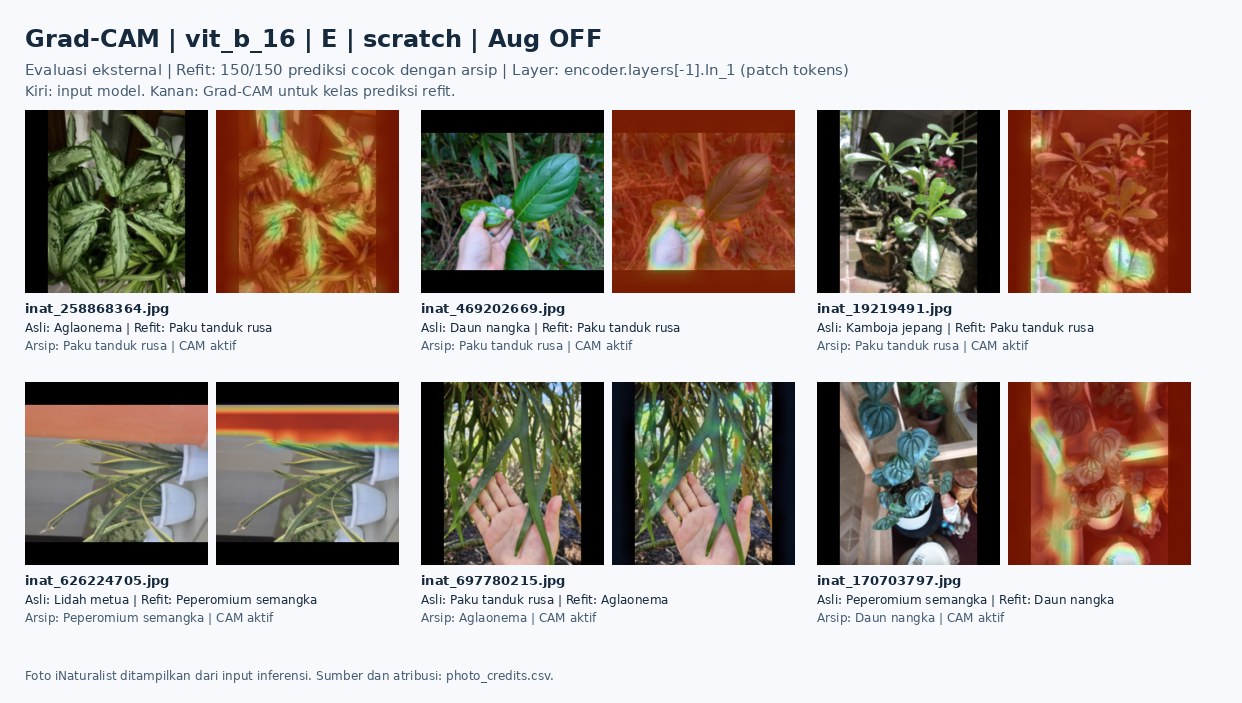 Grad-CAM | vit_b_16 | E | scratch | Aug OFF
Evaluasi eksternal | Refit: 150/150 prediksi cocok dengan arsip | Layer: encoder.layers[-1].ln_1 (patch tokens)
Kiri: input model. Kanan: Grad-CAM untuk kelas prediksi refit.
inat_258868364.jpg
Asli: Aglaonema | Refit: Paku tanduk rusa
Arsip: Paku tanduk rusa | CAM aktif
inat_469202669.jpg
Asli: Daun nangka | Refit: Paku tanduk rusa
Arsip: Paku tanduk rusa | CAM aktif
inat_19219491.jpg
Asli: Kamboja jepang | Refit: Paku tanduk rusa
Arsip: Paku tanduk rusa | CAM aktif
inat_626224705.jpg
Asli: Lidah metua | Refit: Peperomium semangka
Arsip: Peperomium semangka | CAM aktif
inat_697780215.jpg
Asli: Paku tanduk rusa | Refit: Aglaonema
Arsip: Aglaonema | CAM aktif
inat_170703797.jpg
Asli: Peperomium semangka | Refit: Daun nangka
Arsip: Daun nangka | CAM aktif
Foto iNaturalist ditampilkan dari input inferensi. Sumber dan atribusi: photo_credits.csv.